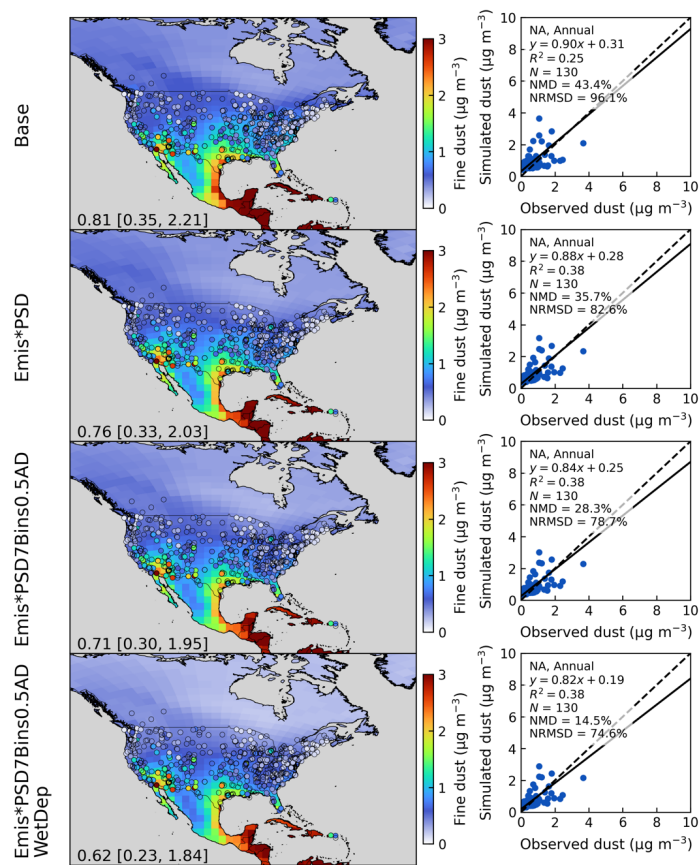 Base
0.81 [0.35, 2.21]
3
2
1
0
Fine dust (μg m⁻³)
10
8
6
4
2
0
Simulated dust (μg m⁻³)
NA, Annual
y = 0.90x + 0.31
R² = 0.25
N = 130
NMD = 43.4%
NRMSD = 96.1%
0 2 4 6 8 10
Observed dust (μg m⁻³)
Emis*PSD
0.76 [0.33, 2.03]
3
2
1
0
Fine dust (μg m⁻³)
10
8
6
4
2
0
Simulated dust (μg m⁻³)
NA, Annual
y = 0.88x + 0.28
R² = 0.38
N = 130
NMD = 35.7%
NRMSD = 82.6%
0 2 4 6 8 10
Observed dust (μg m⁻³)
Emis*PSD7Bins0.5AD
0.71 [0.30, 1.95]
3
2
1
0
Fine dust (μg m⁻³)
10
8
6
4
2
0
Simulated dust (μg m⁻³)
NA, Annual
y = 0.84x + 0.25
R² = 0.38
N = 130
NMD = 28.3%
NRMSD = 78.7%
0 2 4 6 8 10
Observed dust (μg m⁻³)
Emis*PSD7Bins0.5AD
WetDep
0.62 [0.23, 1.84]
3
2
1
0
Fine dust (μg m⁻³)
10
8
6
4
2
0
Simulated dust (μg m⁻³)
NA, Annual
y = 0.82x + 0.19
R² = 0.38
N = 130
NMD = 14.5%
NRMSD = 74.6%
0 2 4 6 8 10
Observed dust (μg m⁻³)